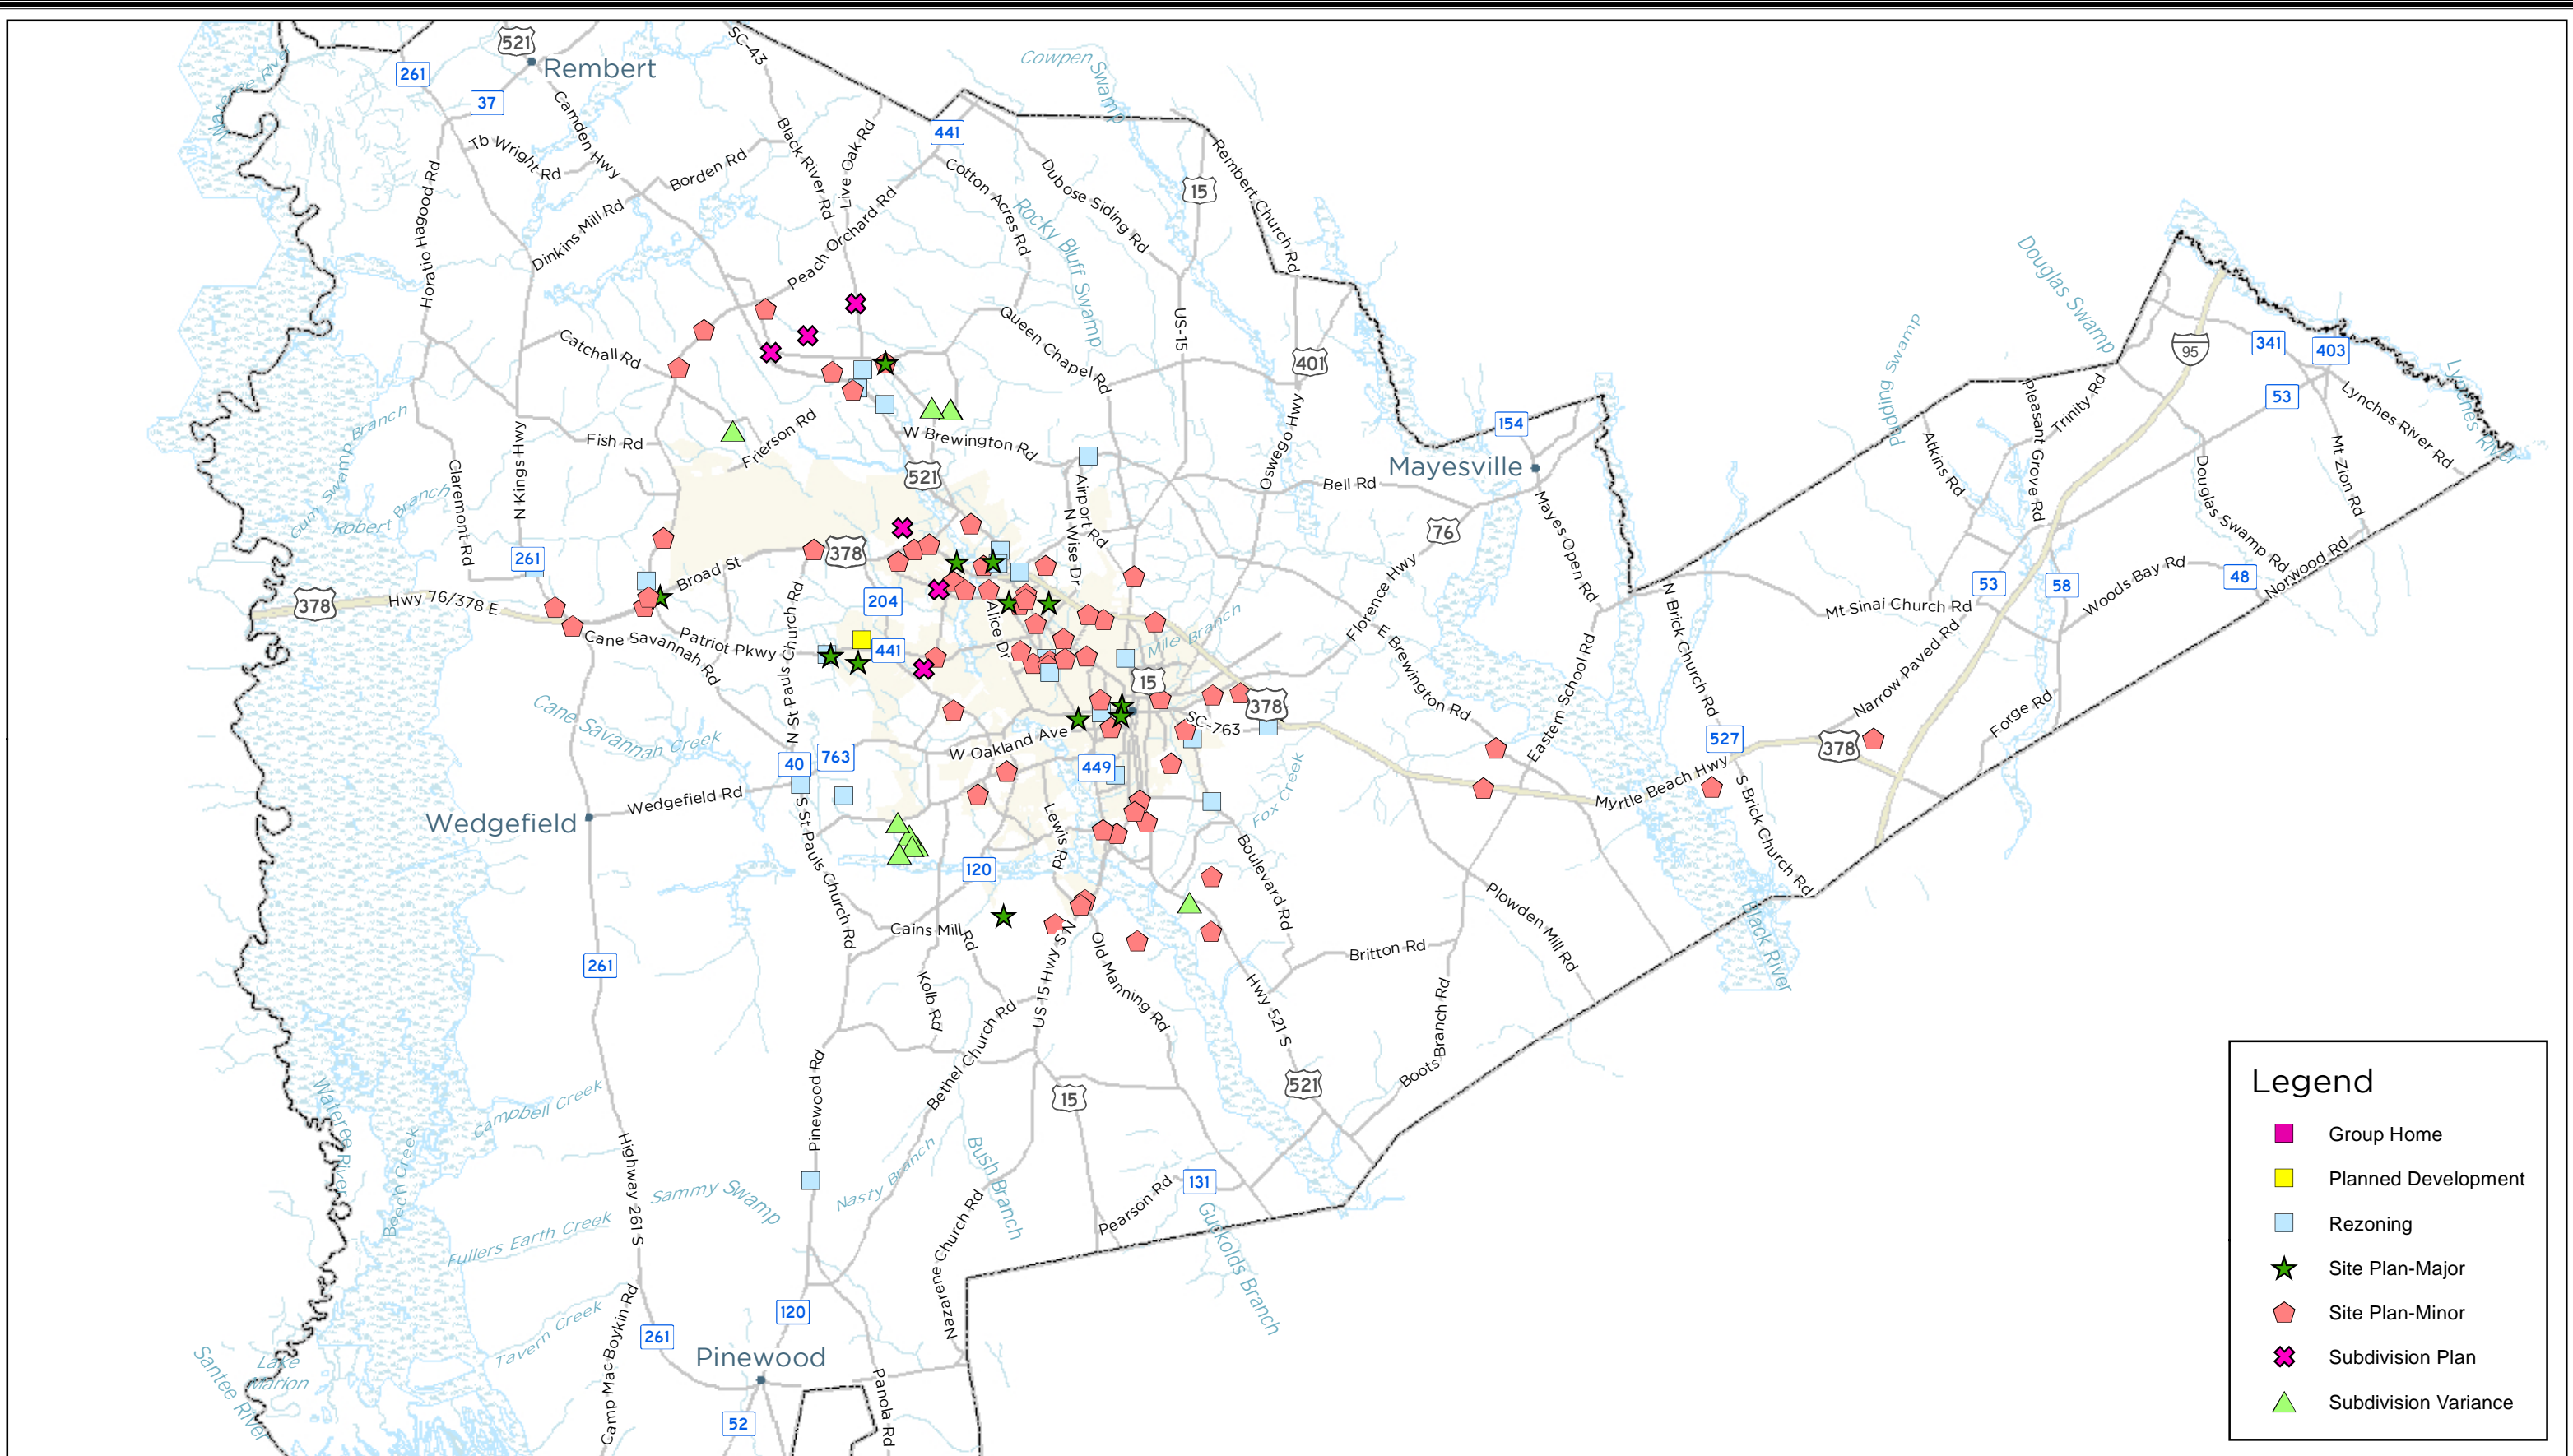 521
Rembert
261
37
SC-43
Cowpen Swamp
441
Camden Hwy
Tb Wright Rd
Borden Rd
Black River Rd
Live Oak Rd
Cotton Acres Rd
Dubose Siding Rd
15
Rembert Church Rd
Horatio Hagood Rd
Dinkins Mill Rd
Peach Orchard Rd
Rocky Bluff Swamp
Douglas Swamp
Catchall Rd
Queen Chapel Rd
US-15
401
Pudding Swamp
95
341
403
53
Lynches River
Lynches River Rd
Pleasant Grove Rd
Trinity Rd
Gum Swamp Branch
Fish Rd
Frierson Rd
W Brewington Rd
Oswego Hwy
154
Mayesville
Atkins Rd
Mt Zion Rd
N Kings Hwy
Claremont Rd
Robert Branch
521
Airport Rd
N Wise Dr
Bell Rd
76
Mayes Open Rd
Douglas Swamp Rd
261
378
Broad St
Florence Hwy
Norwood Rd
53
58
Woods Bay Rd
48
378
Hwy 76/378 E
204
Alice Dr
N Brick Church Rd
Mt Sinai Church Rd
Cane Savannah Rd
Patriot Pkwy
N St Pauls Church Rd
441
Mile Branch
E Brewington Rd
Eastern School Rd
Narrow Paved Rd
15
378
SC-763
Forge Rd
Cane Savannah Creek
W Oakland Ave
527
378
40
763
449
Myrtle Beach Hwy
Wedgefield
Wedgefield Rd
S St Pauls Church Rd
Lewis Rd
Fox Creek
S Brick Church Rd
120
Boulevard Rd
Plowden Mill Rd
Cains Mill Rd
Britton Rd
Black River
261
Kolb Rd
US 15 Hwy S N
Old Manning Rd
Hwy 521 S
Boots Branch Rd
Bethel Church Rd
Pinewood Rd
15
521
Wateree River
Campbell Creek
Beech Creek
Highway 261 S
Nasty Branch
Bush Branch
Sammy Swamp
Pearson Rd
131
Fullers Earth Creek
Nazarene Church Rd
Guckolds Branch
Camd Mac Boykin Rd
Tavern Creek
120
261
Pinewood
Santee River
Lake Marion
Panola Rd
52
Legend
Group Home
Planned Development
Rezoning
Site Plan-Major
Site Plan-Minor
Subdivision Plan
Subdivision Variance